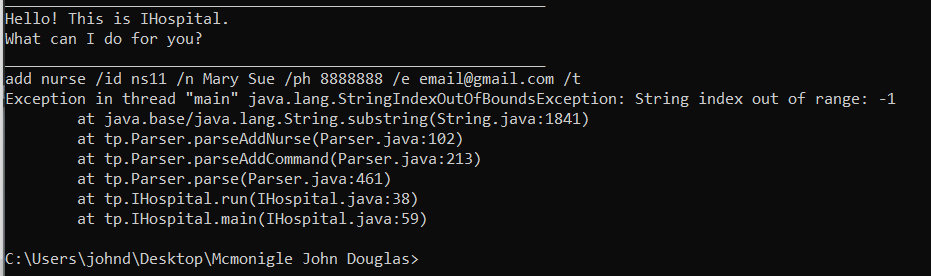 Hello! This is IHospital.
What can I do for you?
add nurse /id ns11 /n Mary Sue /ph 8888888 /e email@gmail.com /t
Exception in thread "main" java.lang.StringIndexOutOfBoundsException: String index out of range: -1
        at java.base/java.lang.String.substring(String.java:1841)
        at tp.Parser.parseAddNurse(Parser.java:102)
        at tp.Parser.parseAddCommand(Parser.java:213)
        at tp.Parser.parse(Parser.java:461)
        at tp.IHospital.run(IHospital.java:38)
        at tp.IHospital.main(IHospital.java:59)
C:\Users\johnd\Desktop\Mcmonigle John Douglas>